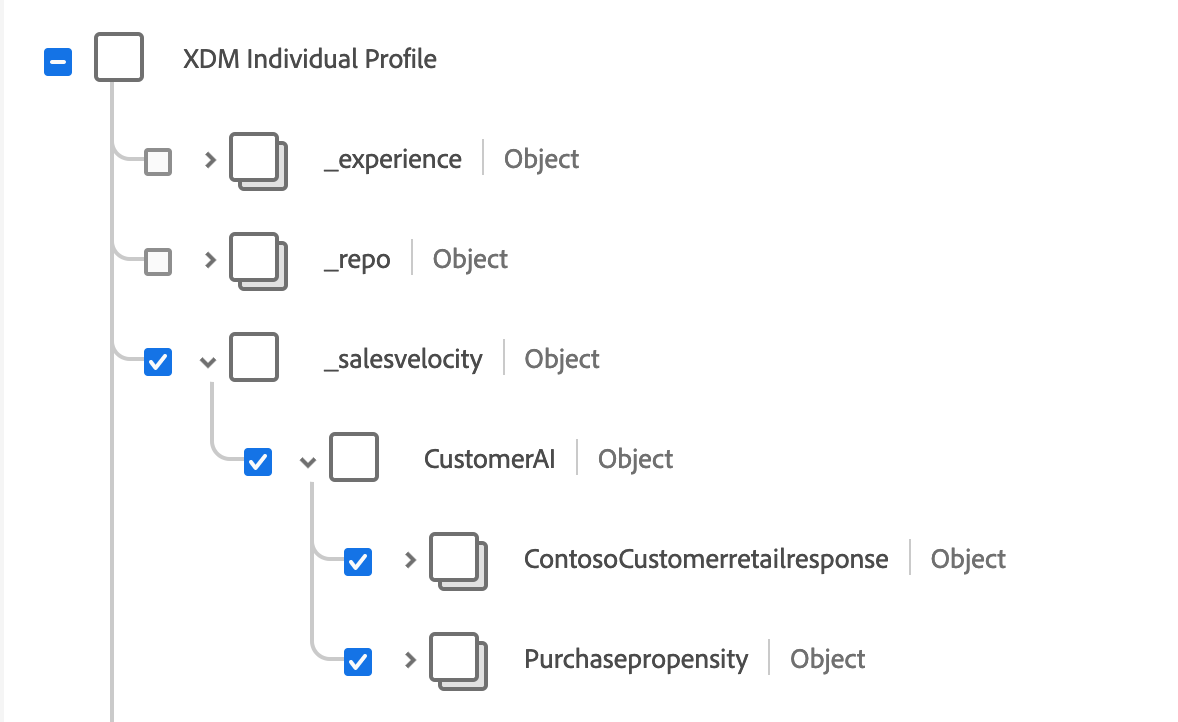 XDM Individual Profile
_experience Object
_repo Object
_salesvelocity Object
CustomerAI Object
ContosoCustomerretailresponse Object
Purchasepropensity Object